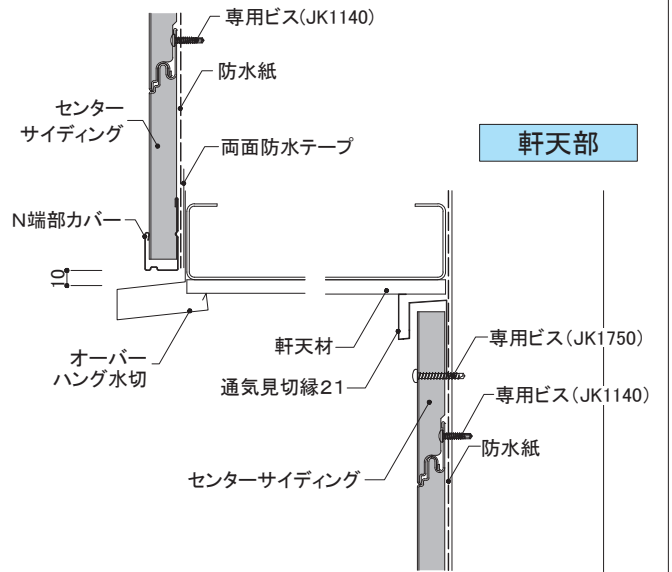 専用ビス(JK1140)
防水紙
センター
サイディング
両面防水テープ
軒天部
N端部カバー
10
オーバー
ハング水切
軒天材
通気見切縁21
専用ビス(JK1750)
専用ビス(JK1140)
防水紙
センターサイディング